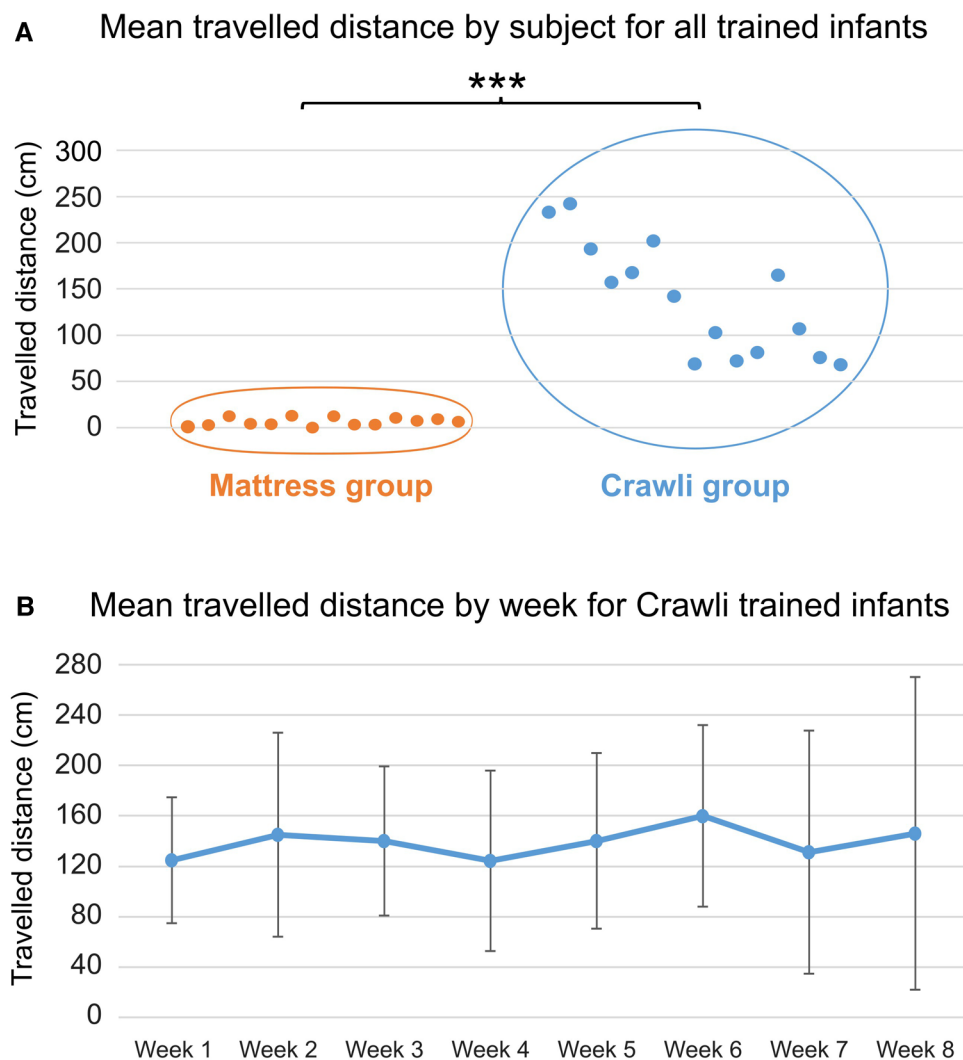 A Mean travelled distance by subject for all trained infants
***
Travelled distance (cm)
300
250
200
150
100
50
0
Mattress group
Crawli group
B Mean travelled distance by week for Crawli trained infants
Travelled distance (cm)
280
240
200
160
120
80
40
0
Week 1 Week 2 Week 3 Week 4 Week 5 Week 6 Week 7 Week 8